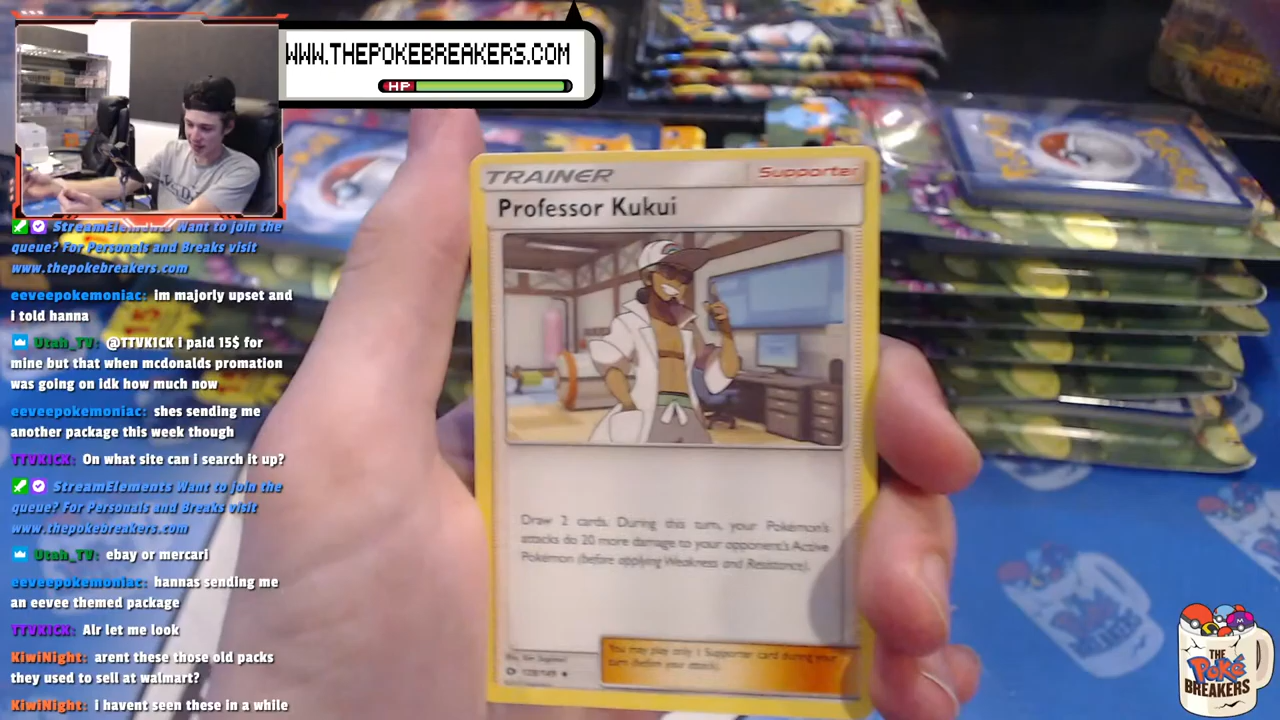 WWW.THEPOKEBREAKERS.COM
HP
StreamElements Want to join the
queue? For Personals and Breaks visit
www.thepokebreakers.com
eeveepokemoniac: im majorly upset and
i told hanna
Utah_TV: @TTVKICK i paid 15$ for
mine but that when mcdonalds promation
was going on idk how much now
eeveepokemoniac: shes sending me
another package this week though
TTVKICK: On what site can I search it up?
StreamElements Want to join the
queue? For Personals and Breaks visit
www.thepokebreakers.com
Utah_TV: ebay or mercari
eeveepokemoniac: hannas sending me
an eevee themed package
TTVKICK: Alr let me look
KiwiNight: arent these those old packs
they used to sell at walmart?
KiwiNight: i havent seen these in a while
TRAINER
Supporter
Professor Kukui
Draw 2 cards. During this turn, your Pokémon's
attacks do 20 more damage to your opponent's Active
Pokémon (before applying Weakness and Resistance).
You may play only 1 Supporter card during your
turn (before your attack).
128/149
THE
Poké
BREAKERS